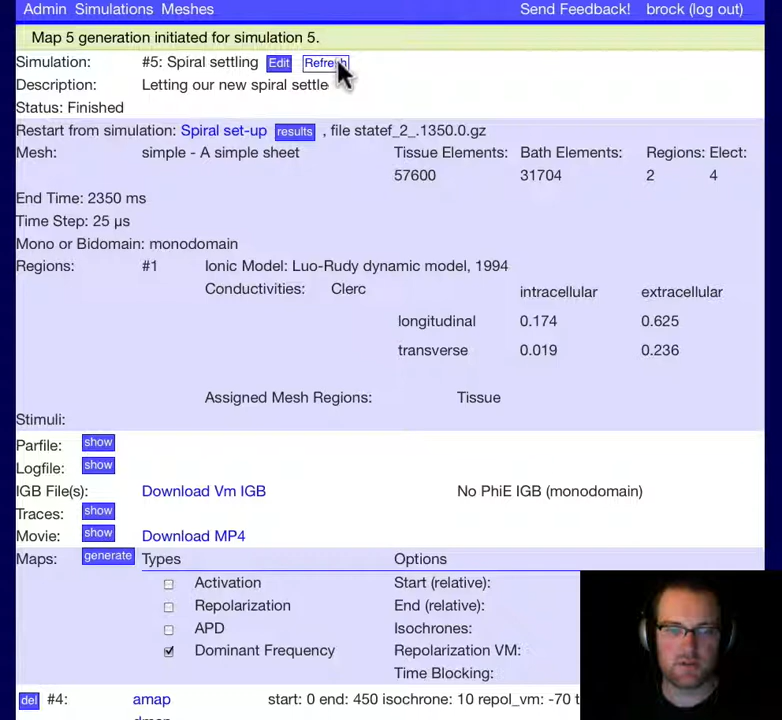 Admin Simulations Meshes Send Feedback! brock (log out)
Map 5 generation initiated for simulation 5.
Simulation: #5: Spiral settling Edit Refresh
Description: Letting our new spiral settle
Status: Finished
Restart from simulation: Spiral set-up results , file statef_2_.1350.0.gz
Mesh: simple - A simple sheet Tissue Elements: Bath Elements: Regions: Elect:
57600 31704 2 4
End Time: 2350 ms
Time Step: 25 µs
Mono or Bidomain: monodomain
Regions: #1 Ionic Model: Luo-Rudy dynamic model, 1994
Conductivities: Clerc intracellular extracellular
longitudinal 0.174 0.625
transverse 0.019 0.236
Assigned Mesh Regions: Tissue
Stimuli:
Parfile: show
Logfile: show
IGB File(s): Download Vm IGB No PhiE IGB (monodomain)
Traces: show
Movie: show Download MP4
Maps: generate Types Options
Activation Start (relative):
Repolarization End (relative):
APD Isochrones:
Dominant Frequency Repolarization VM:
Time Blocking:
del #4: amap start: 0 end: 450 isochrone: 10 repol_vm: -70 t